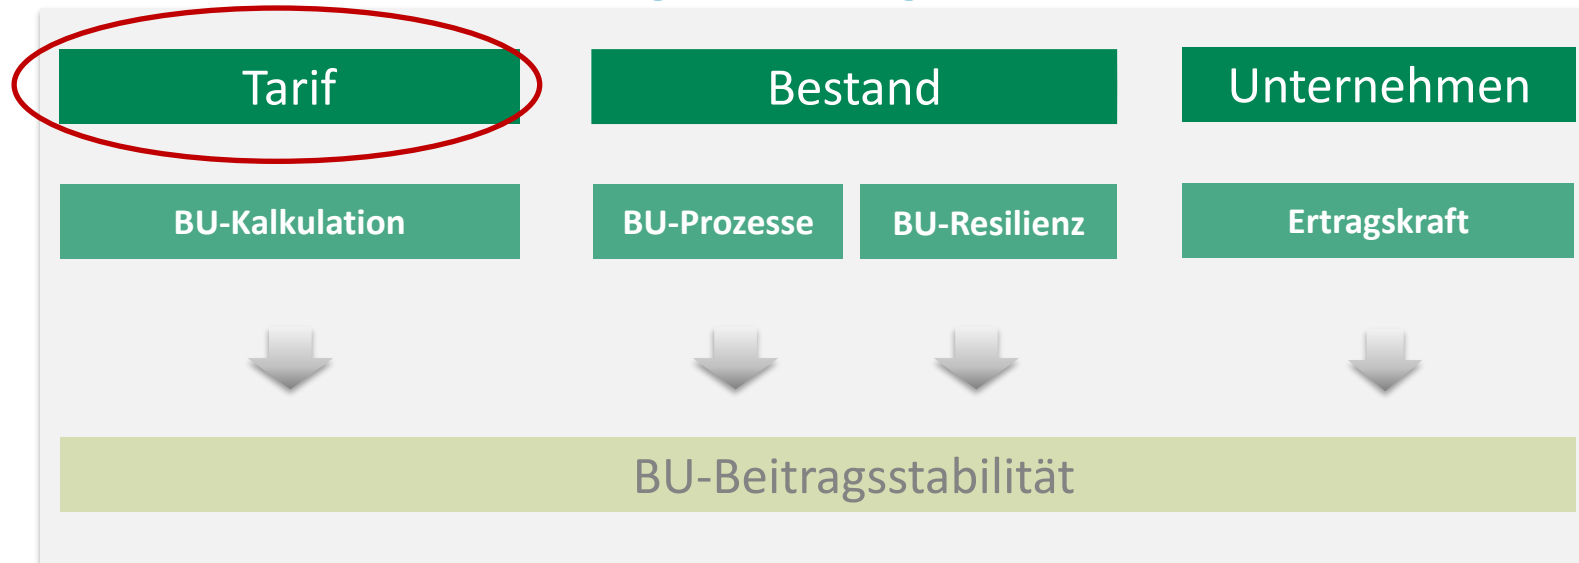 Tarif
Bestand
Unternehmen
BU-Kalkulation
BU-Prozesse
BU-Resilienz
Ertragskraft
BU-Beitragsstabilität